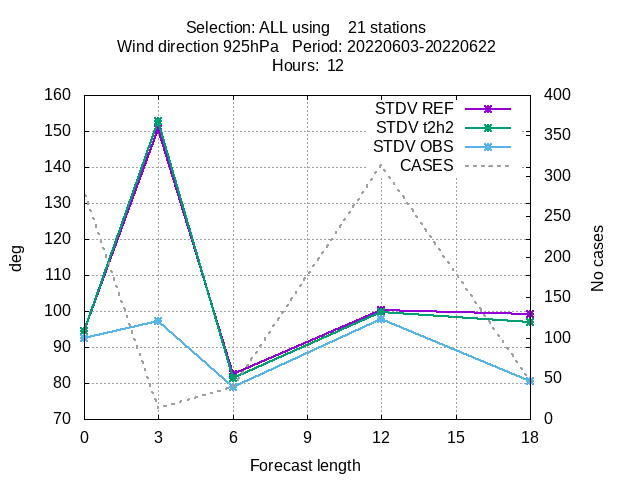 Selection: ALL using 21 stations
Wind direction 925hPa Period: 20220603-20220622
Hours: 12
STDV REF
STDV t2h2
STDV OBS
CASES
deg
160
150
140
130
120
110
100
90
80
70
No cases
400
350
300
250
200
150
100
50
0
0 3 6 9 12 15 18
Forecast length